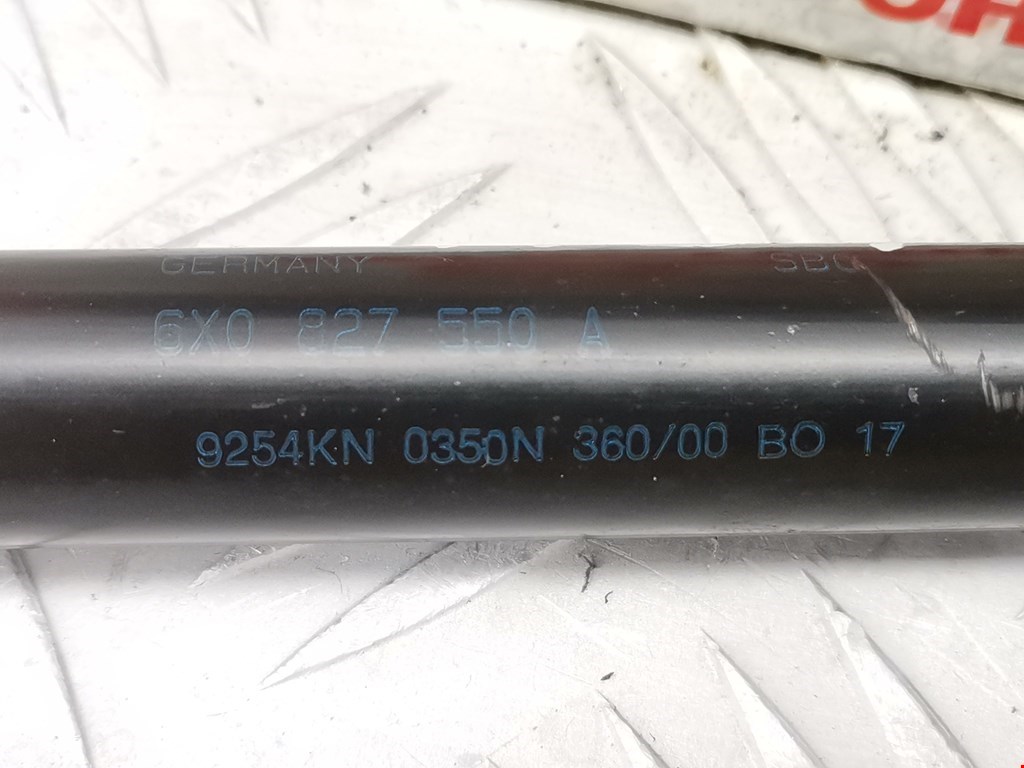 GERMANY
6X0 827 550 A
9254KN 0350N 360/00 BO 17